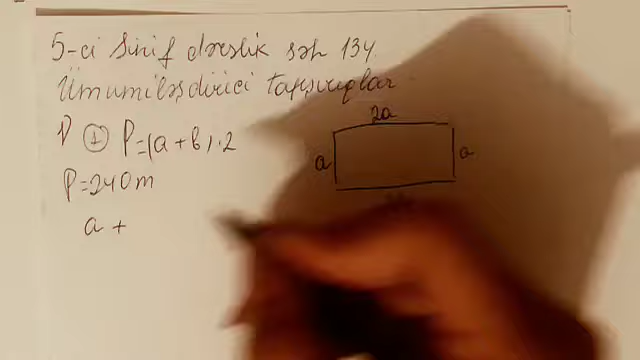 5-ci sinif dərslik səh 134
Ümumiləşdirici tapşırıqlar
1 P=(a+b)·2
2a
a
a
P=240m
a +